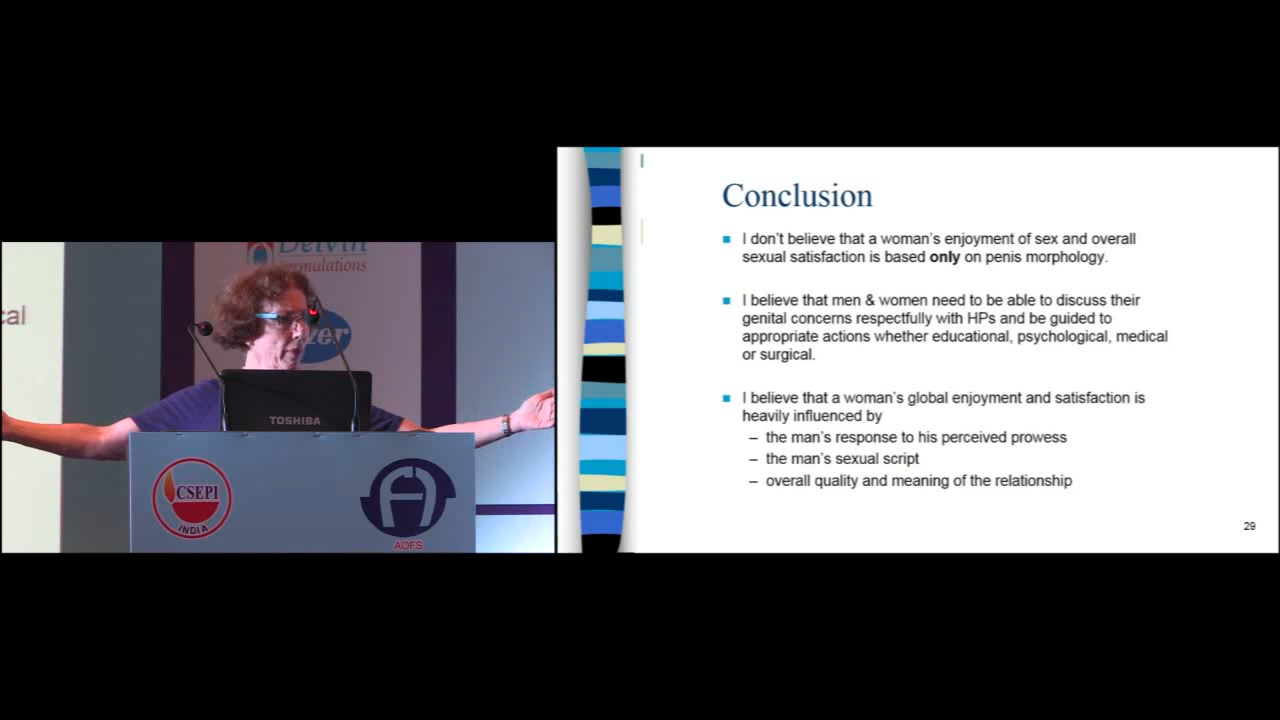 cal
Delvin
Formulations
TOSHIBA
CSEPI
INDIA
AOFS
Conclusion
I don't believe that a woman's enjoyment of sex and overall
sexual satisfaction is based only on penis morphology.
I believe that men & women need to be able to discuss their
genital concerns respectfully with HPs and be guided to
appropriate actions whether educational, psychological, medical
or surgical.
I believe that a woman's global enjoyment and satisfaction is
heavily influenced by
– the man's response to his perceived prowess
– the man's sexual script
– overall quality and meaning of the relationship
29